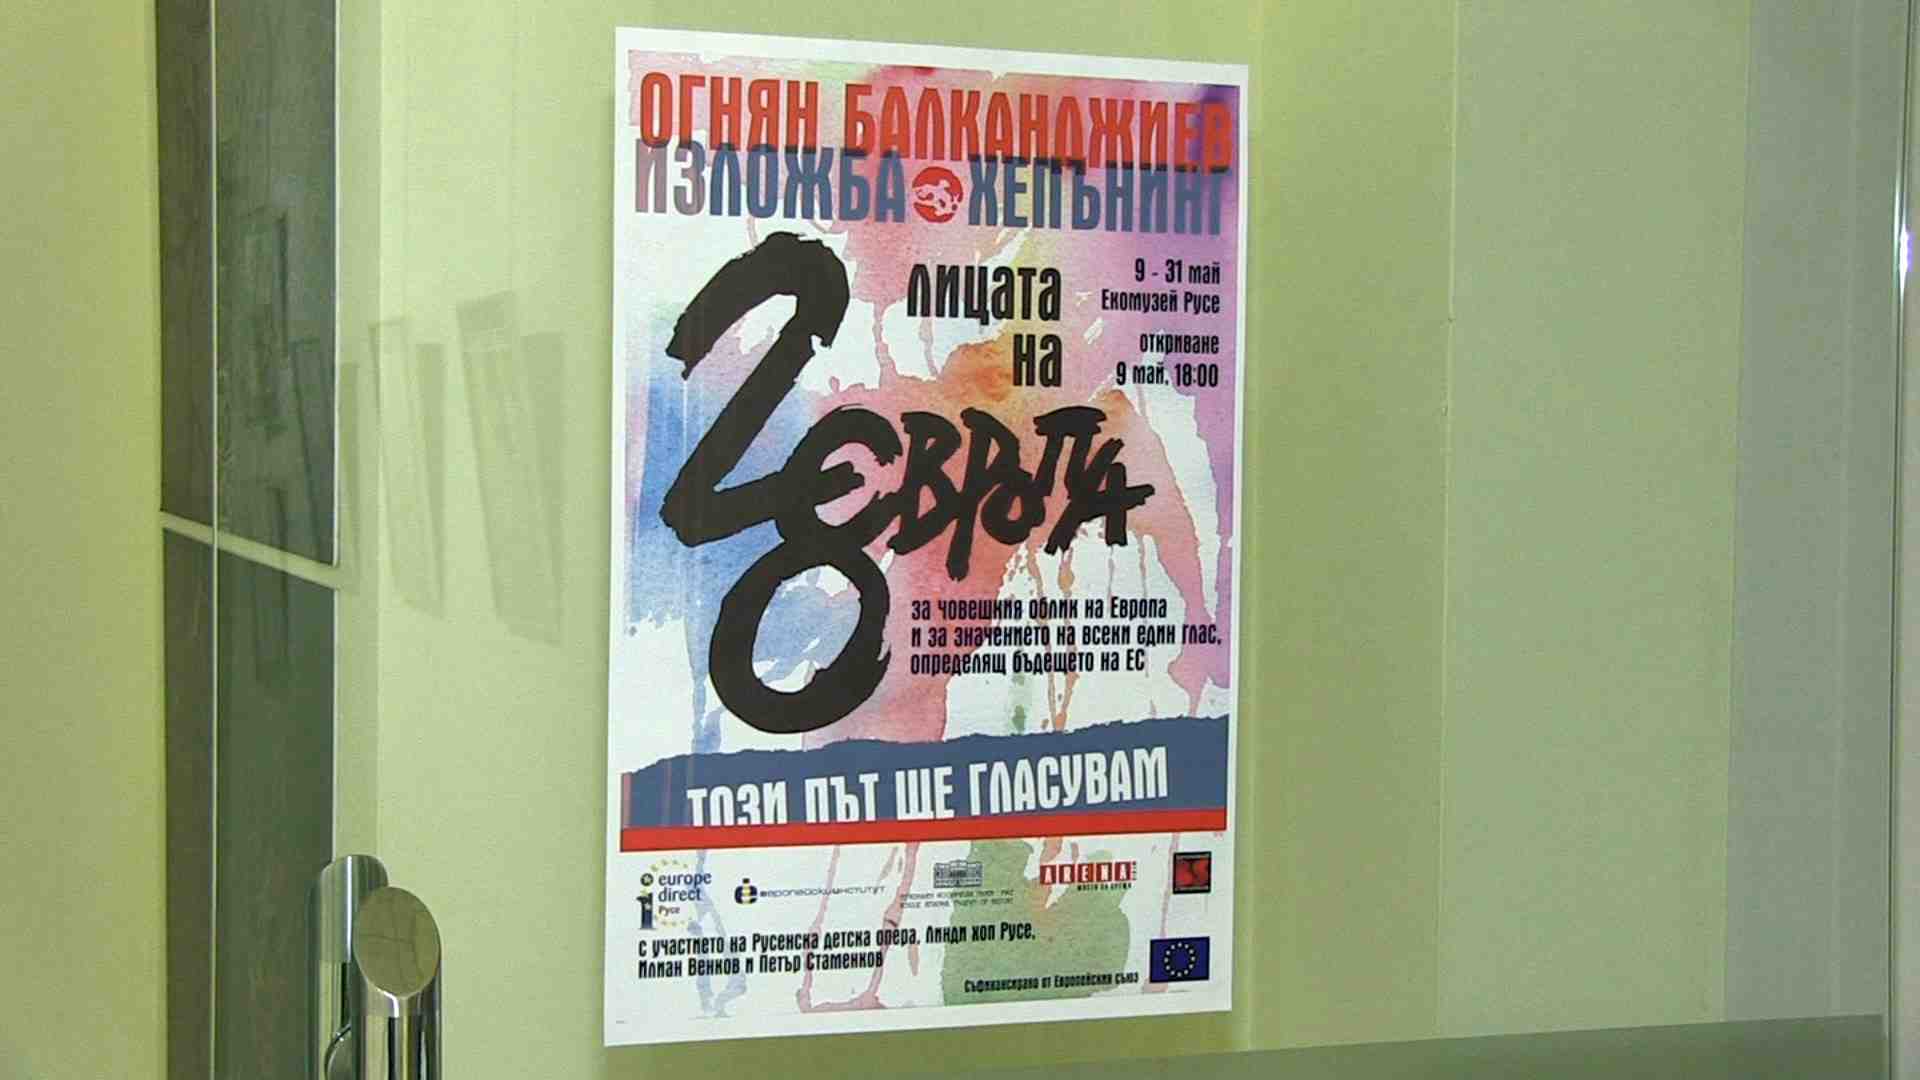 ОГНЯН БАЛКАНДЖИЕВ
ИЗЛОЖБА ХЕПЪНИНГ
28
лицата
на
ЕВРОПА
9 - 31 май
Екомузей Русе
откриване
9 май, 18:00
за човешкия облик на Европа
и за значението на всеки един глас,
определящ бъдещето на ЕС
ТОЗИ ПЪТ ЩЕ ГЛАСУВАМ
europe
direct
Русе
европейски институт
ARENA
с участието на Русенска детска опера, Линди хоп Русе,
Илиан Венков и Петър Стаменков
Съфинансирано от Европейския съюз